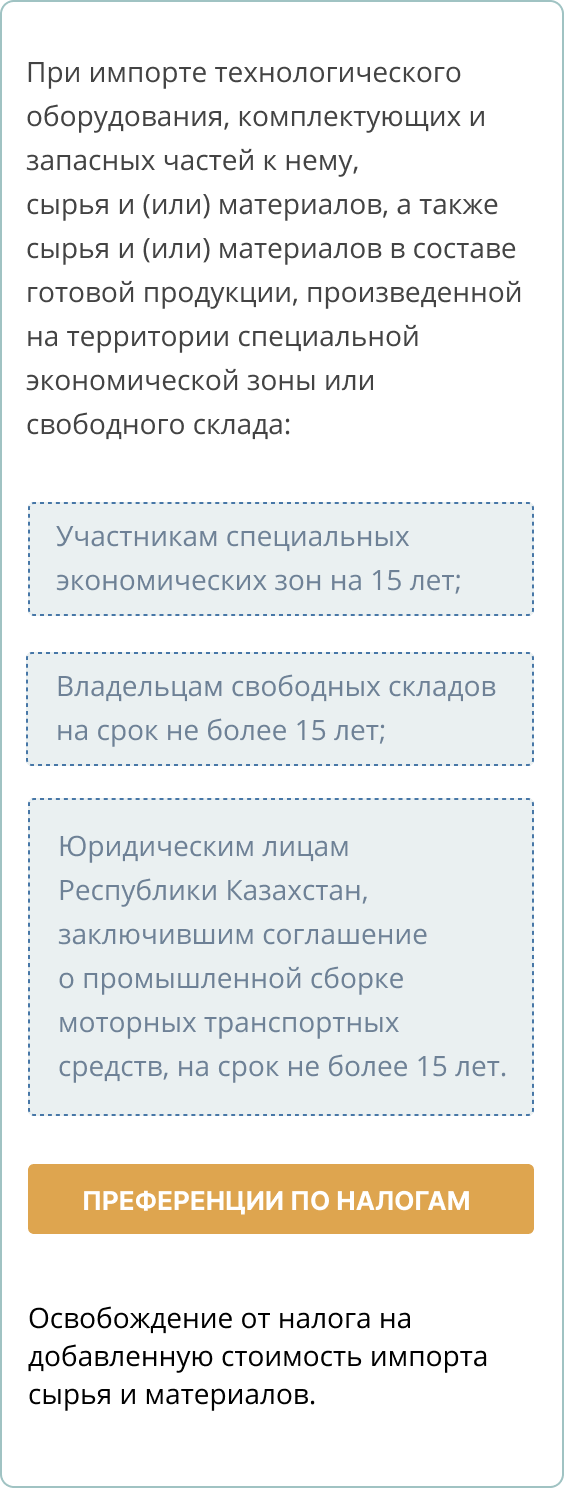 При импорте технологического
оборудования, комплектующих и
запасных частей к нему,
сырья и (или) материалов, а также
сырья и (или) материалов в составе
готовой продукции, произведенной
на территории специальной
экономической зоны или
свободного склада:
Участникам специальных
экономических зон на 15 лет;
Владельцам свободных складов
на срок не более 15 лет;
Юридическим лицам
Республики Казахстан,
заключившим соглашение
о промышленной сборке
моторных транспортных
средств, на срок не более 15 лет.
ПРЕФЕРЕНЦИИ ПО НАЛОГАМ
Освобождение от налога на
добавленную стоимость импорта
сырья и материалов.